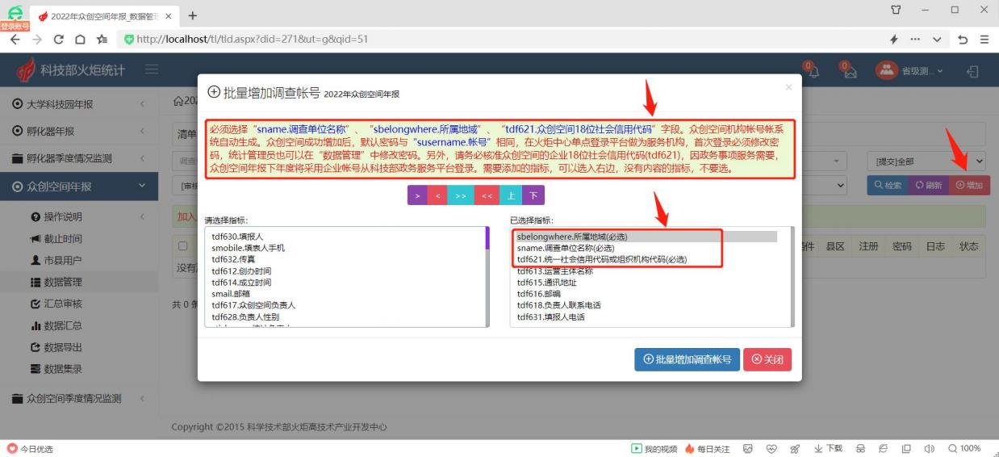 2022年众创空间年报_数据管理
登录账号
http://localhost/tl/tld.aspx?did=271&ut=g&qid=51
科技部火炬统计
0
0
省级测...
大学科技园年报
孵化器年报
孵化器季度情况监测
众创空间年报
操作说明
截止时间
市县用户
数据管理
汇总审核
数据汇总
数据导出
数据集录
众创空间季度情况监测
清单
[审核
加入
没有
共 0 条
[提交]全部
检索
刷新
增加
县区 注册 密码 日志 状态
批量增加调查帐号 2022年众创空间年报
×
必须选择“sname.调查单位名称”、“sbelongwhere.所属地域”、“tdf621.众创空间18位社会信用代码”字段。众创空间机构帐号帐系
统自动生成。众创空间成功增加后，默认密码与“susername.帐号”相同，在火炬中心单点登录平台做为服务机构，首次登录必须修改密
码，统计管理员也可以在“数据管理”中修改密码。另外，请务必核准众创空间的企业18位社会信用代码(tdf621)，因政务事项服务需要，
众创空间年报下年度将采用企业帐号从科技部政务服务平台登录。需要添加的指标，可以选入右边，没有内容的指标，不要选。
> < >> << 上 下
请选择指标：
tdf630.填报人
smobile.填表人手机
tdf632.传真
tdf612.创办时间
tdf614.成立时间
smail.邮箱
tdf617.众创空间负责人
tdf628.负责人性别
已选择指标：
sbelongwhere.所属地域(必选)
sname.调查单位名称(必选)
tdf621.统一社会信用代码或组织机构代码(必选)
tdf613.运营主体名称
tdf615.通讯地址
tdf616.邮编
tdf618.负责人联系电话
tdf631.填报人电话
批量增加调查帐号
关闭
Copyright ©2015 科学技术部火炬高技术产业开发中心
今日优选
我的视频
每日关注
下载
100%